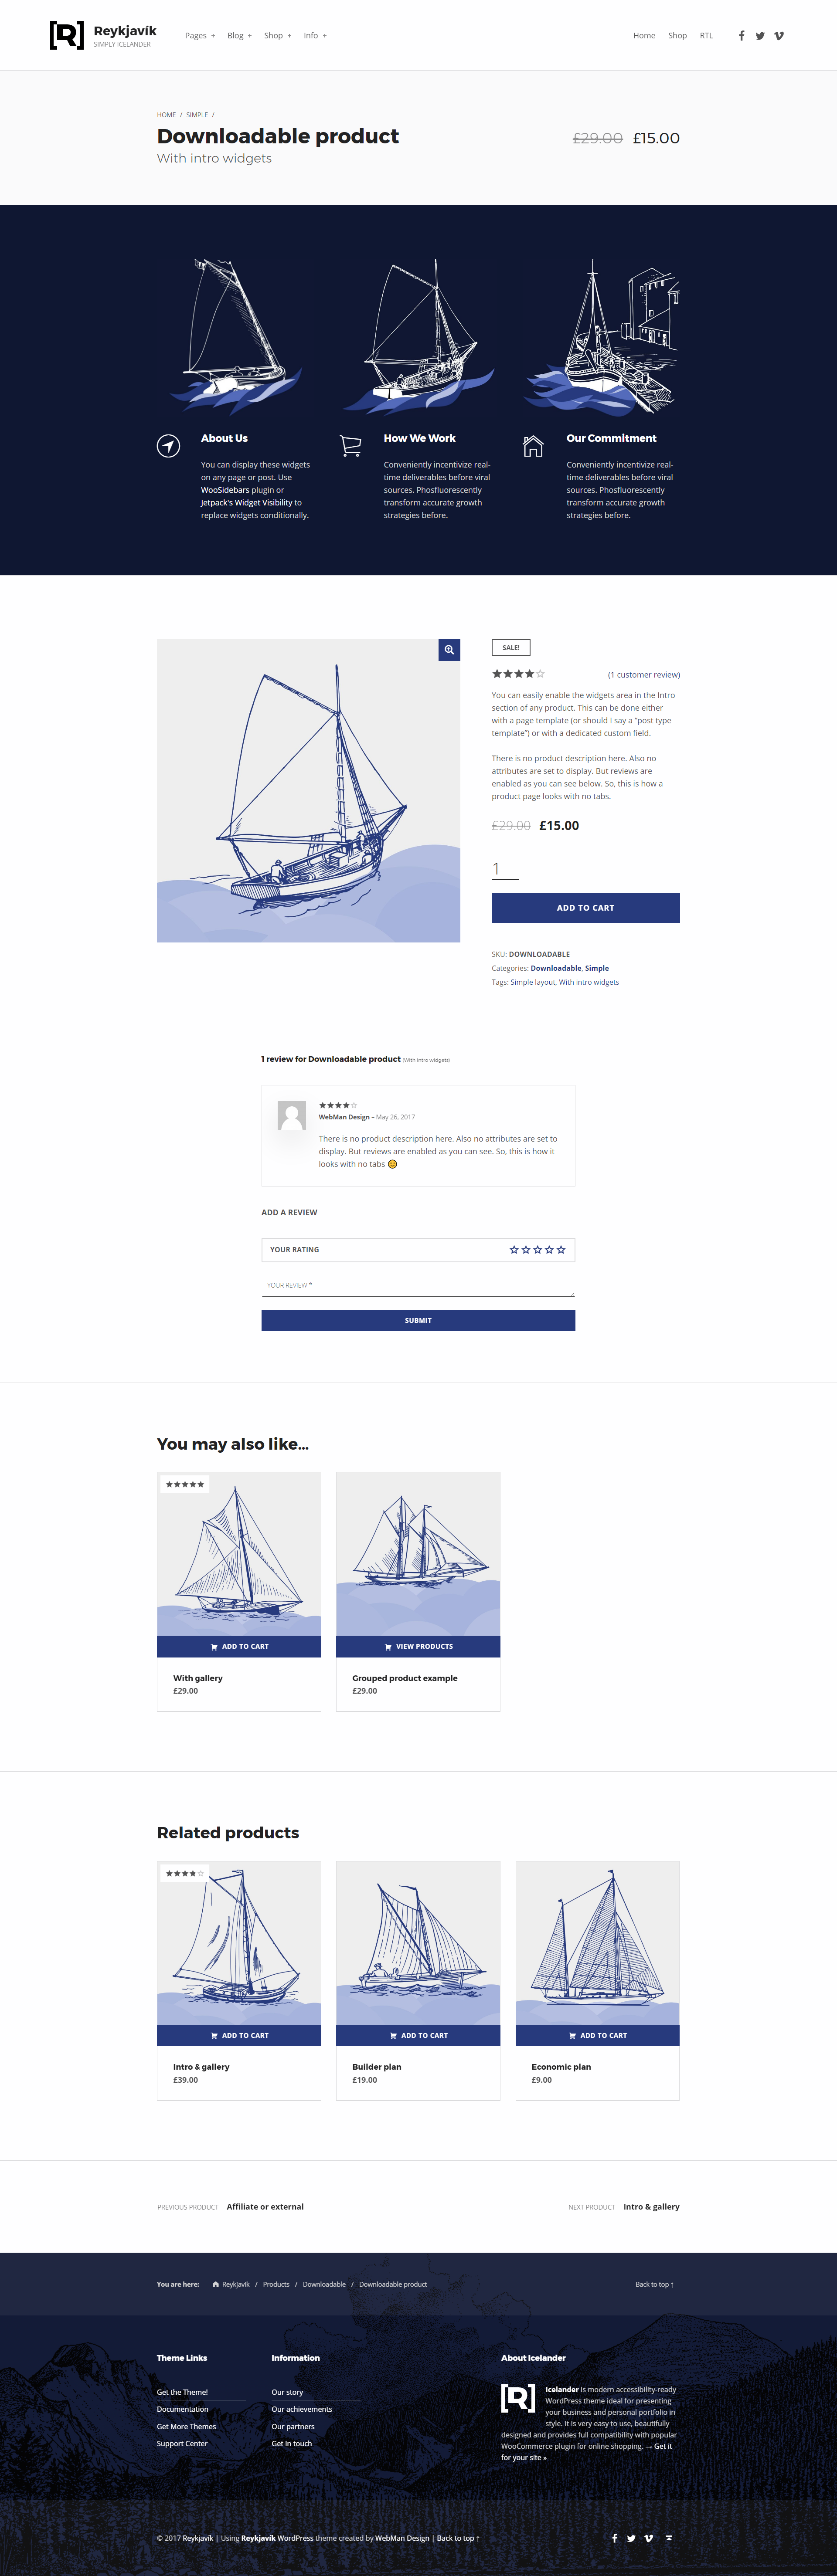 Reykjavík
SIMPLY ICELANDER
Pages + Blog + Shop + Info +
Home Shop RTL
HOME / SIMPLE /
Downloadable product
With intro widgets
£29.00 £15.00
About Us
You can display these widgets
on any page or post. Use
WooSidebars plugin or
Jetpack's Widget Visibility to
replace widgets conditionally.
How We Work
Conveniently incentivize real-
time deliverables before viral
sources. Phosfluorescently
transform accurate growth
strategies before.
Our Commitment
Conveniently incentivize real-
time deliverables before viral
sources. Phosfluorescently
transform accurate growth
strategies before.
SALE!
(1 customer review)
You can easily enable the widgets area in the Intro
section of any product. This can be done either
with a page template (or should I say a "post type
template") or with a dedicated custom field.
There is no product description here. Also no
attributes are set to display. But reviews are
enabled as you can see below. So, this is how a
product page looks with no tabs.
£29.00 £15.00
1
ADD TO CART
SKU: DOWNLOADABLE
Categories: Downloadable, Simple
Tags: Simple layout, With intro widgets
1 review for Downloadable product (With intro widgets)
WebMan Design – May 26, 2017
There is no product description here. Also no attributes are set to
display. But reviews are enabled as you can see. So, this is how it
looks with no tabs
ADD A REVIEW
YOUR RATING
YOUR REVIEW *
SUBMIT
You may also like...
ADD TO CART
With gallery
£29.00
VIEW PRODUCTS
Grouped product example
£29.00
Related products
ADD TO CART
Intro & gallery
£39.00
ADD TO CART
Builder plan
£19.00
ADD TO CART
Economic plan
£9.00
PREVIOUS PRODUCT Affiliate or external
NEXT PRODUCT Intro & gallery
You are here: Reykjavik / Products / Downloadable / Downloadable product
Back to top ↑
Theme Links
Get the Theme!
Documentation
Get More Themes
Support Center
Information
Our story
Our achievements
Our partners
Get in touch
About Icelander
Icelander is modern accessibility-ready
WordPress theme ideal for presenting
your business and personal portfolio in
style. It is very easy to use, beautifully
designed and provides full compatibility with popular
WooCommerce plugin for online shopping. → Get it
for your site »
© 2017 Reykjavík | Using Reykjavík WordPress theme created by WebMan Design | Back to top ↑